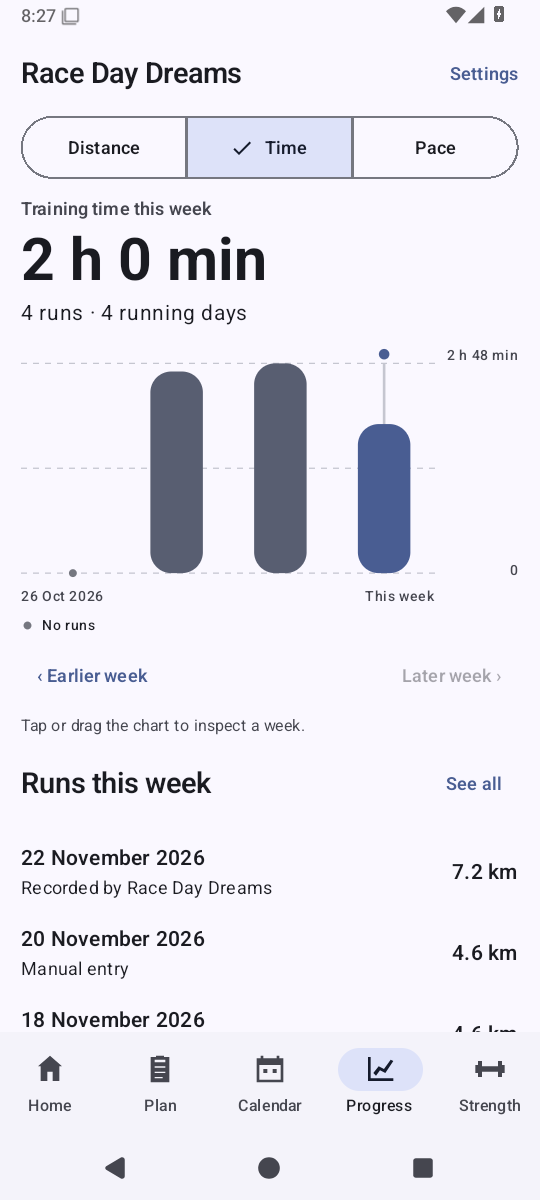 8:27
Race Day Dreams
Settings
Distance
Time
Pace
Training time this week
2 h 0 min
4 runs · 4 running days
2 h 48 min
0
26 Oct 2026
This week
No runs
‹ Earlier week
Later week ›
Tap or drag the chart to inspect a week.
Runs this week
See all
22 November 2026
7.2 km
Recorded by Race Day Dreams
20 November 2026
4.6 km
Manual entry
18 November 2026
4.6 km
Home
Plan
Calendar
Progress
Strength